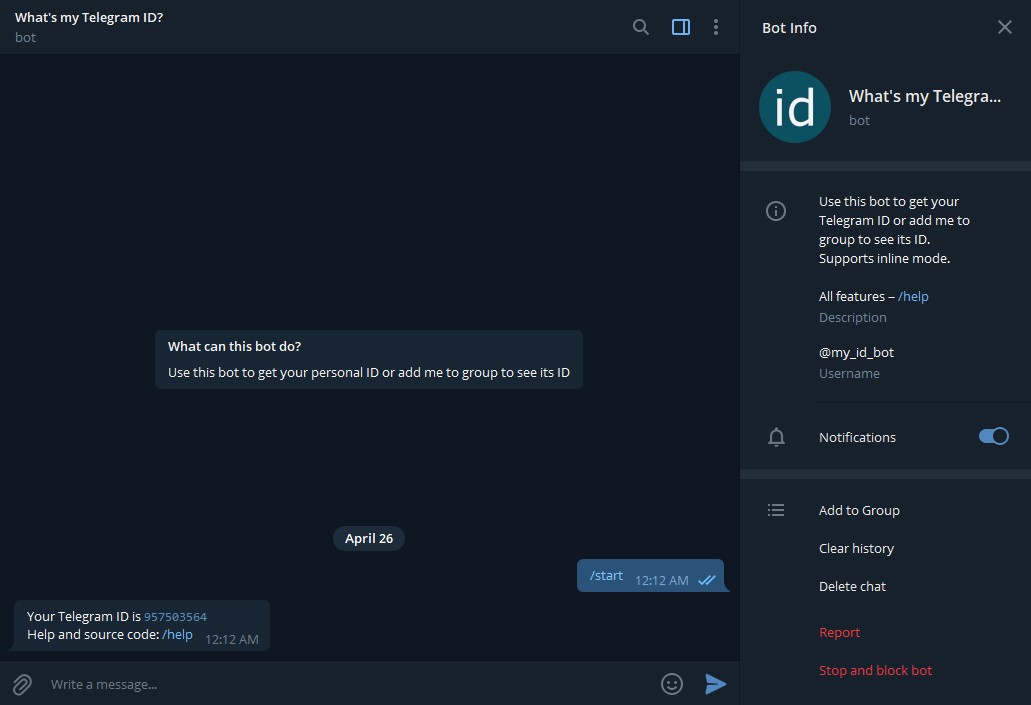 What's my Telegram ID?
bot
What can this bot do?
Use this bot to get your personal ID or add me to group to see its ID
April 26
/start 12:12 AM
Your Telegram ID is 957503564
Help and source code: /help 12:12 AM
Write a message...
Bot Info
id
What's my Telegra...
bot
Use this bot to get your
Telegram ID or add me to
group to see its ID.
Supports inline mode.
All features – /help
Description
@my_id_bot
Username
Notifications
Add to Group
Clear history
Delete chat
Report
Stop and block bot